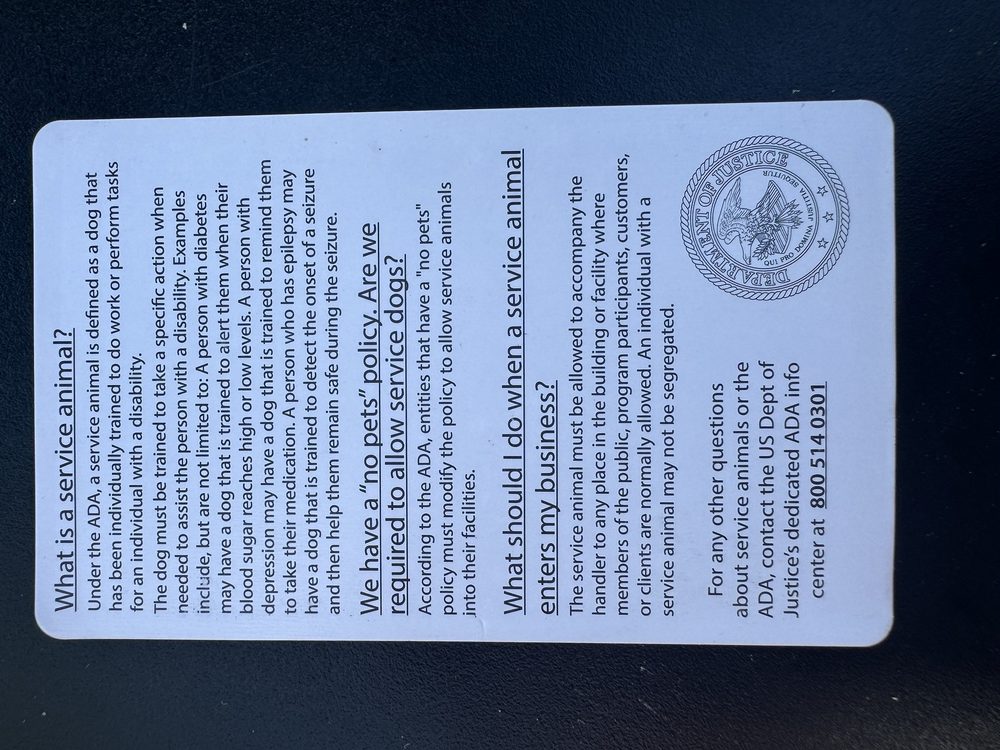 What is a service animal?
Under the ADA, a service animal is defined as a dog that
has been individually trained to do work or perform tasks
for an individual with a disability.
The dog must be trained to take a specific action when
needed to assist the person with a disability. Examples
include, but are not limited to: A person with diabetes
may have a dog that is trained to alert them when their
blood sugar reaches high or low levels. A person with
depression may have a dog that is trained to remind them
to take their medication. A person who has epilepsy may
have a dog that is trained to detect the onset of a seizure
and then help them remain safe during the seizure.
We have a "no pets" policy. Are we
required to allow service dogs?
According to the ADA, entities that have a "no pets"
policy must modify the policy to allow service animals
into their facilities.
What should I do when a service animal
enters my business?
The service animal must be allowed to accompany the
handler to any place in the building or facility where
members of the public, program participants, customers,
or clients are normally allowed. An individual with a
service animal may not be segregated.
For any other questions
about service animals or the
ADA, contact the US Dept of
Justice's dedicated ADA info
center at 800 514 0301
DEPARTMENT OF JUSTICE
QUI PRO DOMINA JUSTITIA SEQUITUR